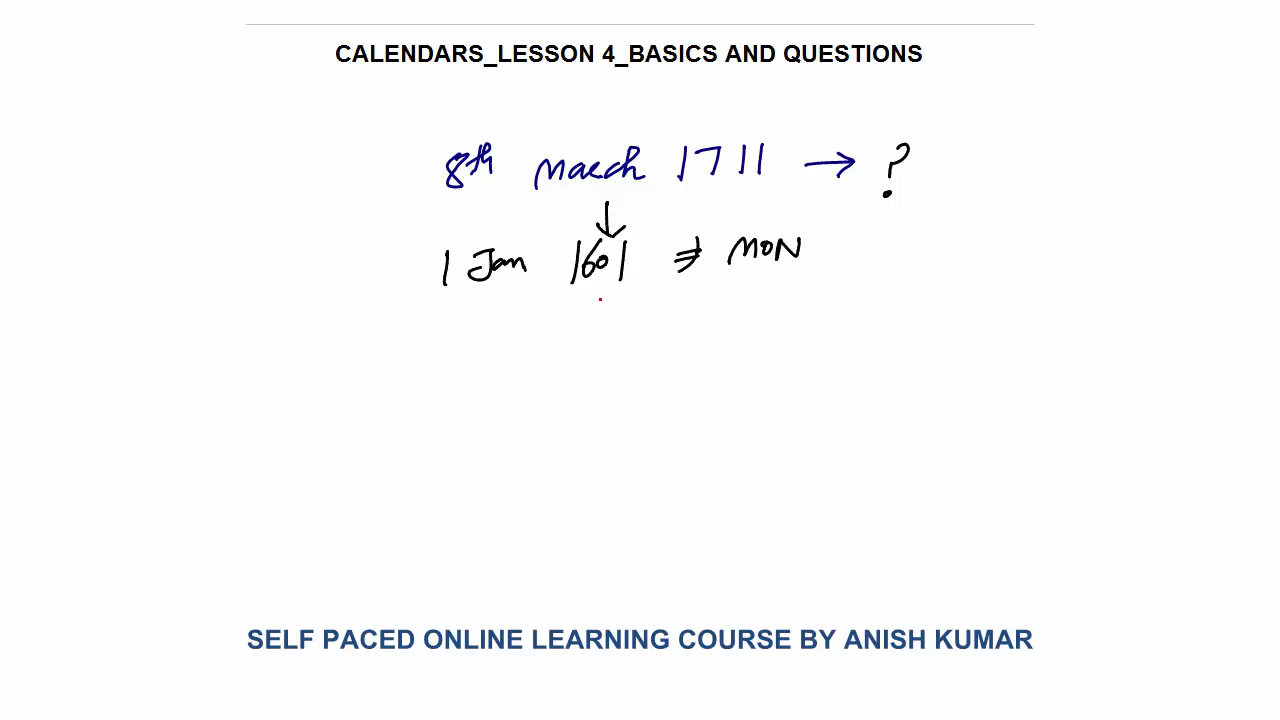 CALENDARS_LESSON 4_BASICS AND QUESTIONS
8th March 1711 → ?
↓
1 Jan 1601 ⇒ MON
SELF PACED ONLINE LEARNING COURSE BY ANISH KUMAR